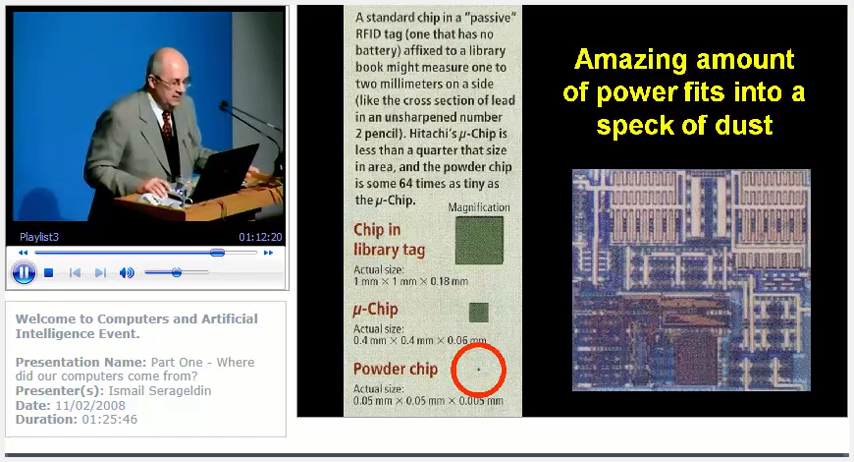 Playlist3
01:12:20
Welcome to Computers and Artificial
Intelligence Event.
Presentation Name: Part One - Where
did our computers come from?
Presenter(s): Ismail Serageldin
Date: 11/02/2008
Duration: 01:25:46
A standard chip in a "passive"
RFID tag (one that has no
battery) affixed to a library
book might measure one to
two millimeters on a side
(like the cross section of lead
in an unsharpened number
2 pencil). Hitachi's μ-Chip is
less than a quarter that size
in area, and the powder chip
is some 64 times as tiny as
the μ-Chip.
Magnification
Chip in
library tag
Actual size:
1 mm × 1 mm × 0.18 mm
μ-Chip
Actual size:
0.4 mm × 0.4 mm × 0.06 mm
Powder chip
Actual size:
0.05 mm × 0.05 mm × 0.005 mm
Amazing amount
of power fits into a
speck of dust